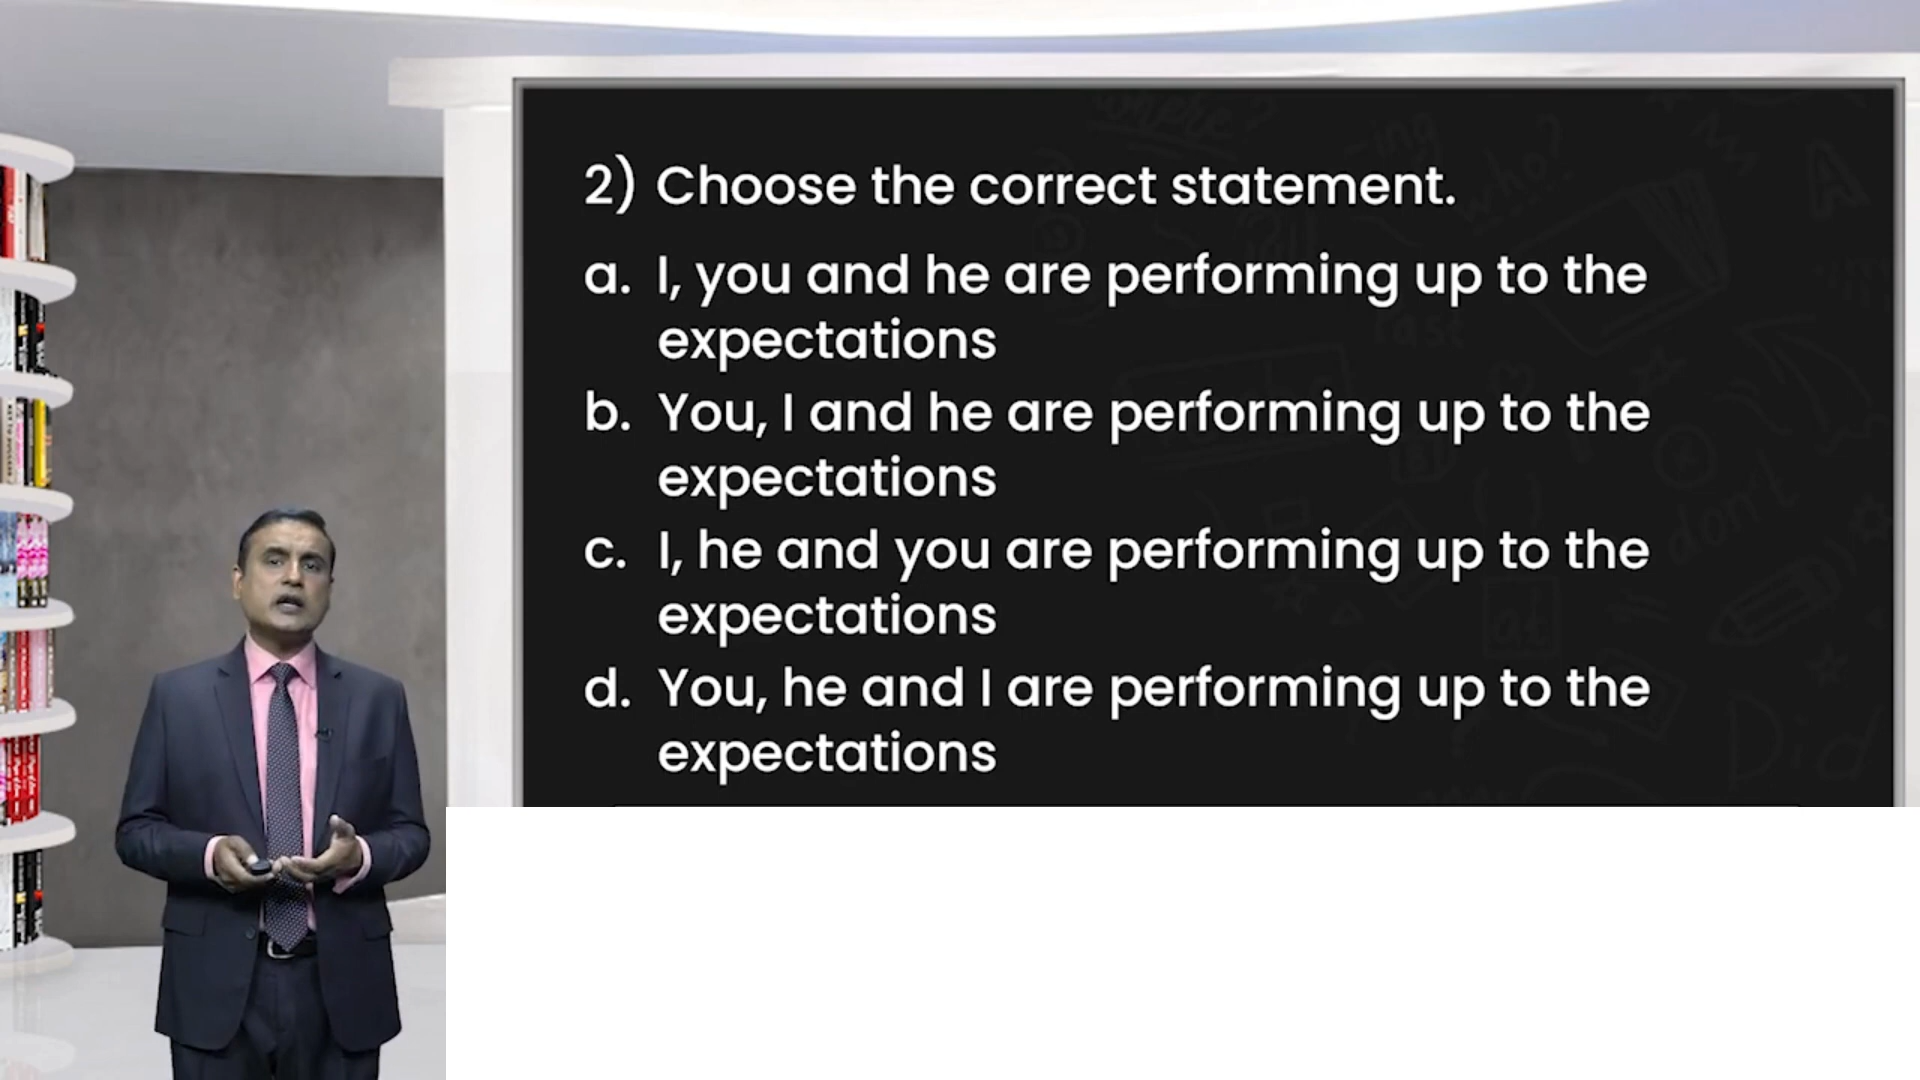 2) Choose the correct statement.
a. I, you and he are performing up to the
expectations
b. You, I and he are performing up to the
expectations
c. I, he and you are performing up to the
expectations
d. You, he and I are performing up to the
expectations